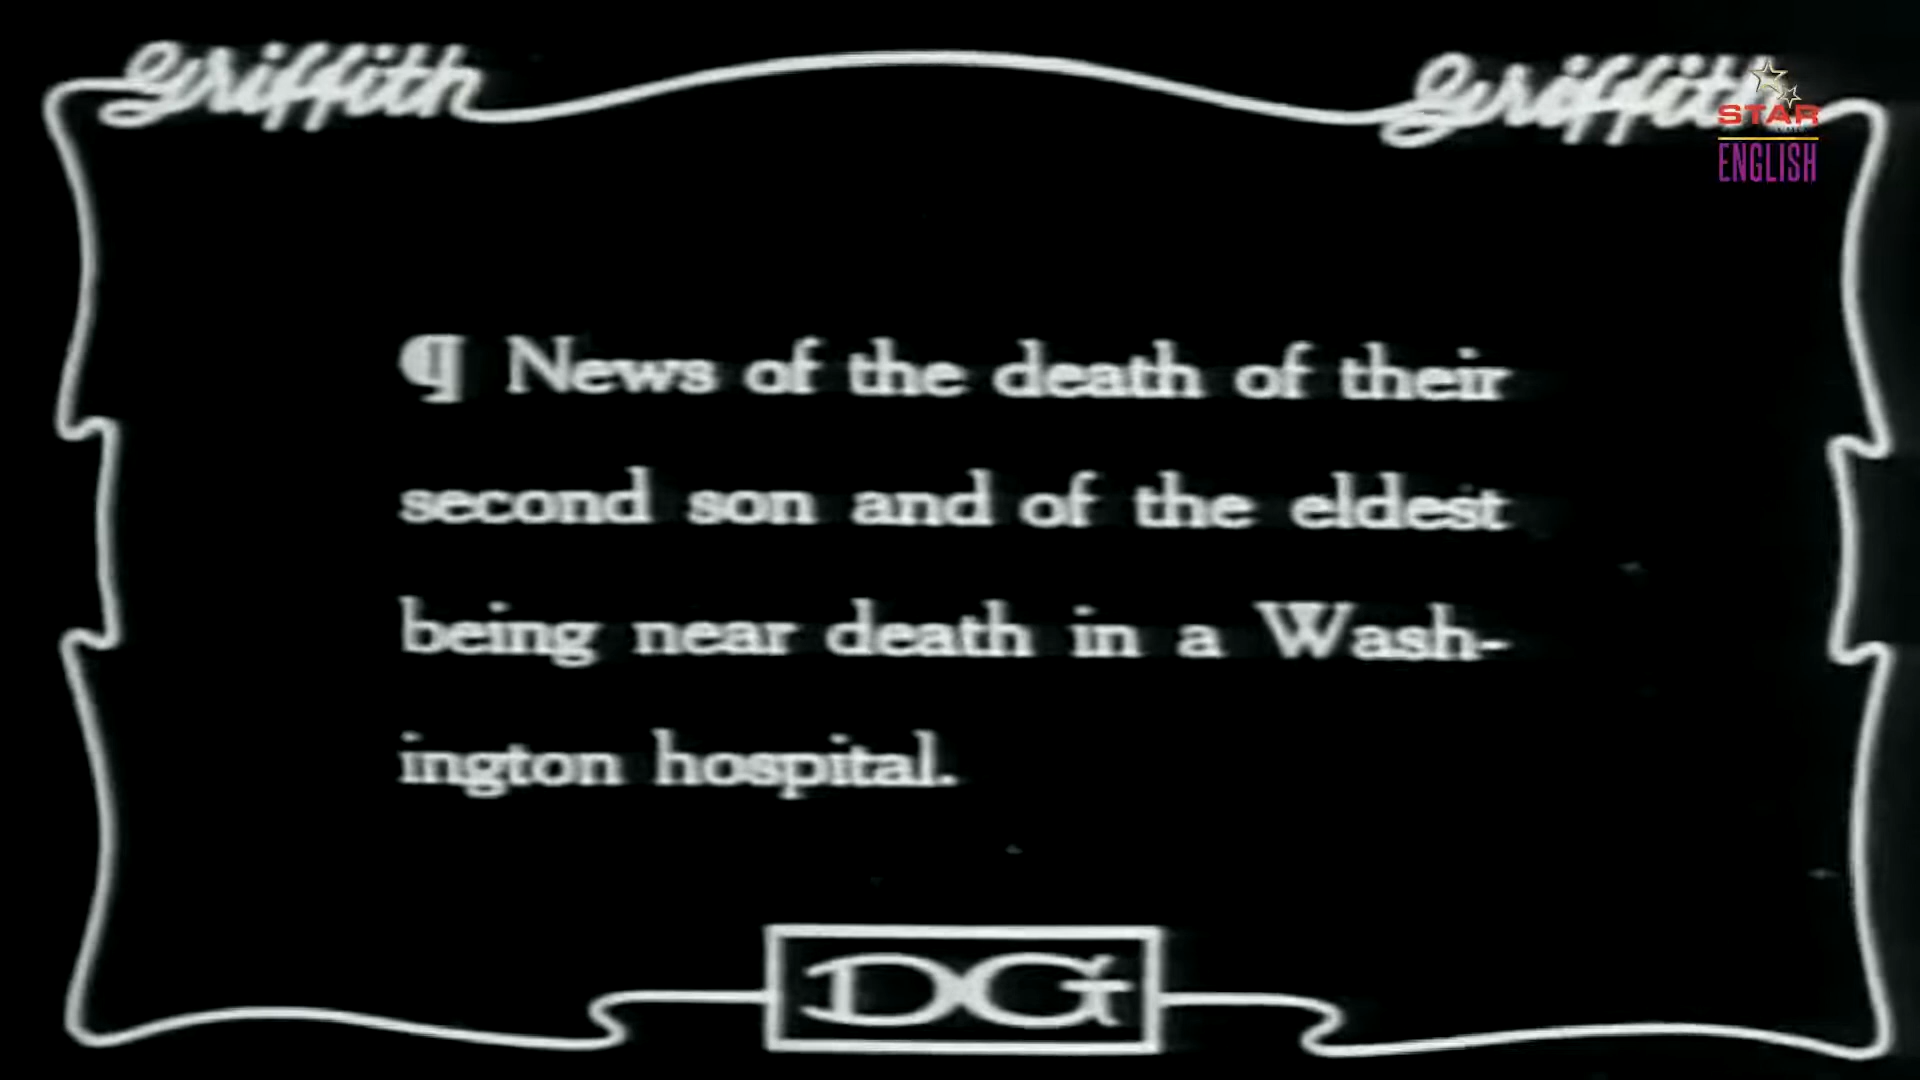 Griffith Griffith
STAR
ENGLISH
¶ News of the death of their
second son and of the eldest
being near death in a Wash-
ington hospital.
DG